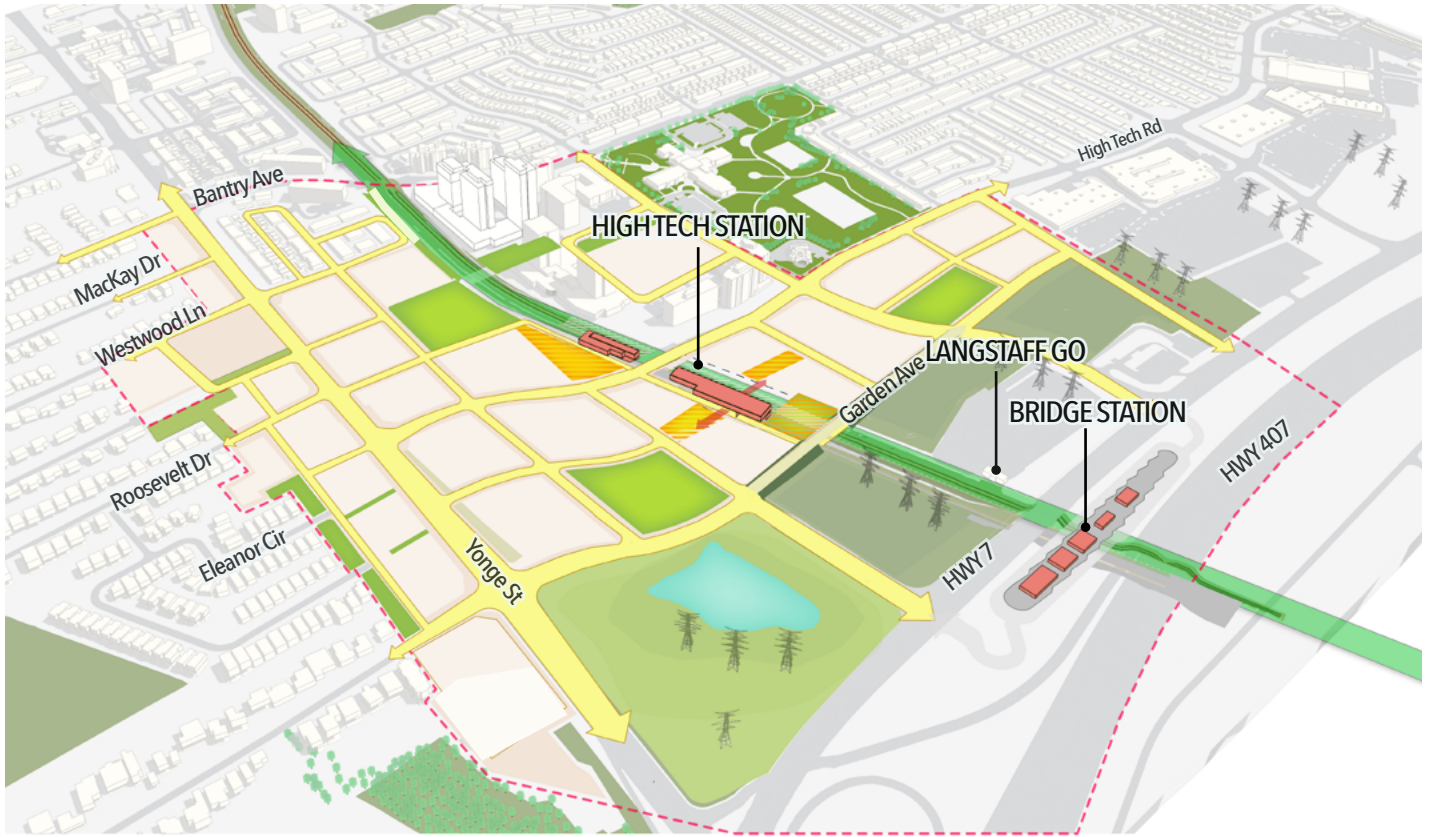 High Tech Rd
Bantry Ave
HIGH TECH STATION
MacKay Dr
Westwood Ln
LANGSTAFF GO
Garden Ave
BRIDGE STATION
HWY 407
Roosevelt Dr
Eleanor Cir
Yonge St
HWY 7